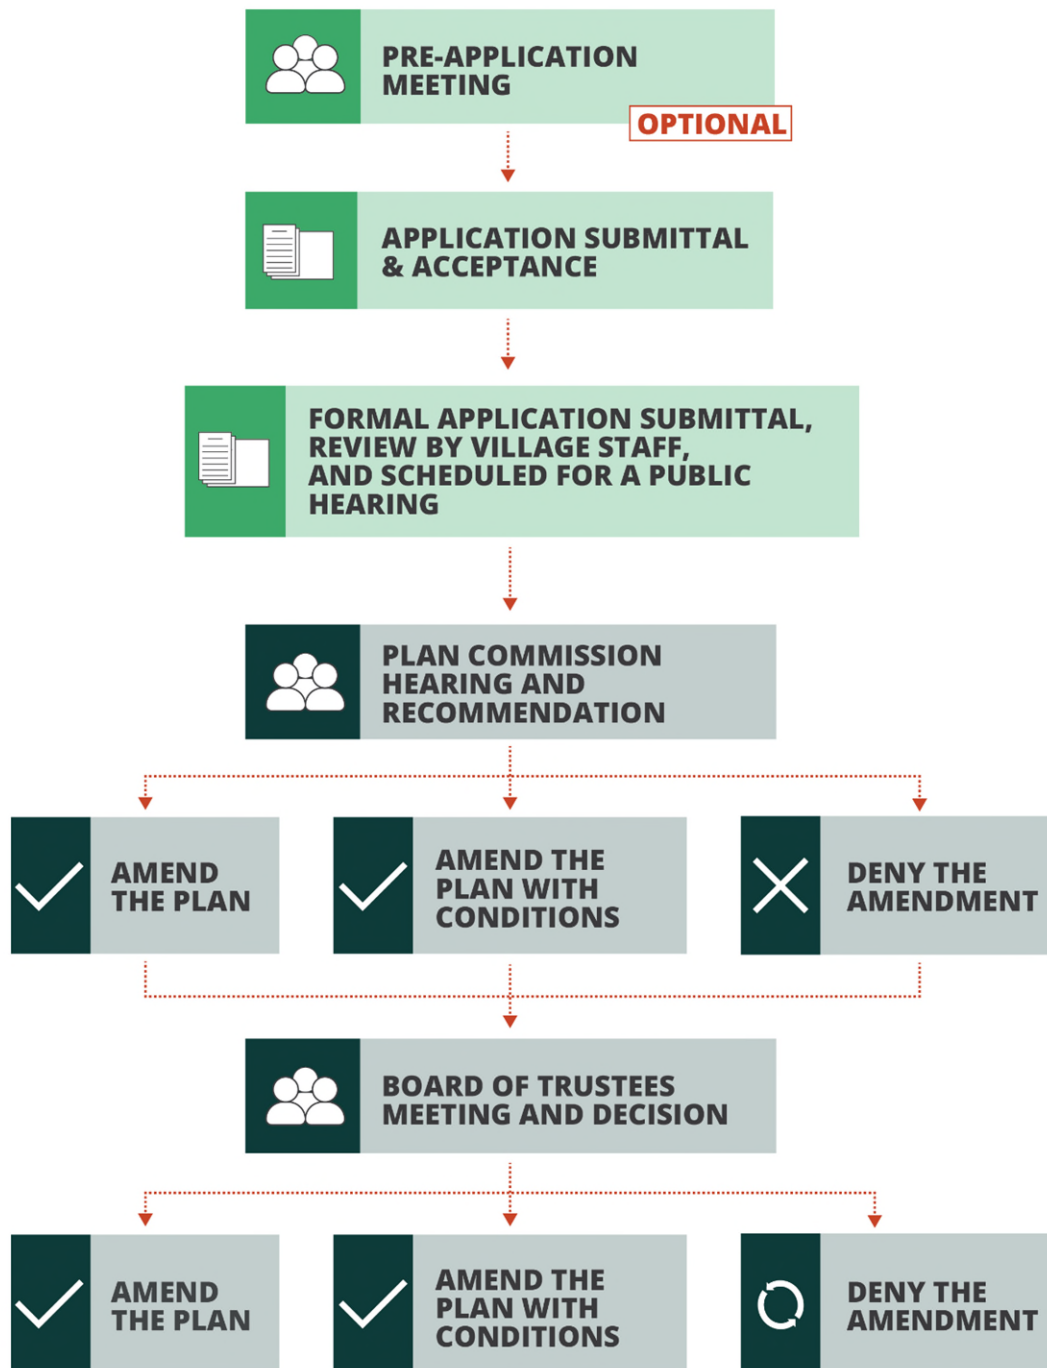 PRE-APPLICATION
MEETING
OPTIONAL
APPLICATION SUBMITTAL
& ACCEPTANCE
FORMAL APPLICATION SUBMITTAL,
REVIEW BY VILLAGE STAFF,
AND SCHEDULED FOR A PUBLIC
HEARING
PLAN COMMISSION
HEARING AND
RECOMMENDATION
AMEND
THE PLAN
AMEND THE
PLAN WITH
CONDITIONS
DENY THE
AMENDMENT
BOARD OF TRUSTEES
MEETING AND DECISION
AMEND
THE PLAN
AMEND THE
PLAN WITH
CONDITIONS
DENY THE
AMENDMENT